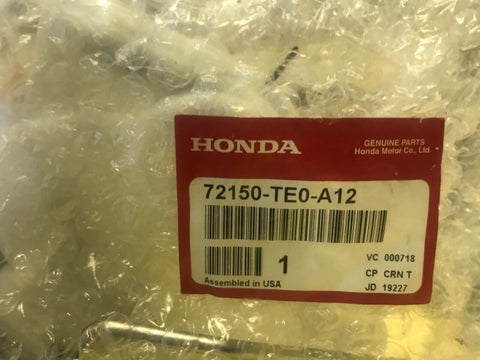 HONDA
GENUINE PARTS
Honda Motor Co., Ltd.
72150-TE0-A12
1
VC 000718
CP CRN T
Assembled in USA
JD 19227